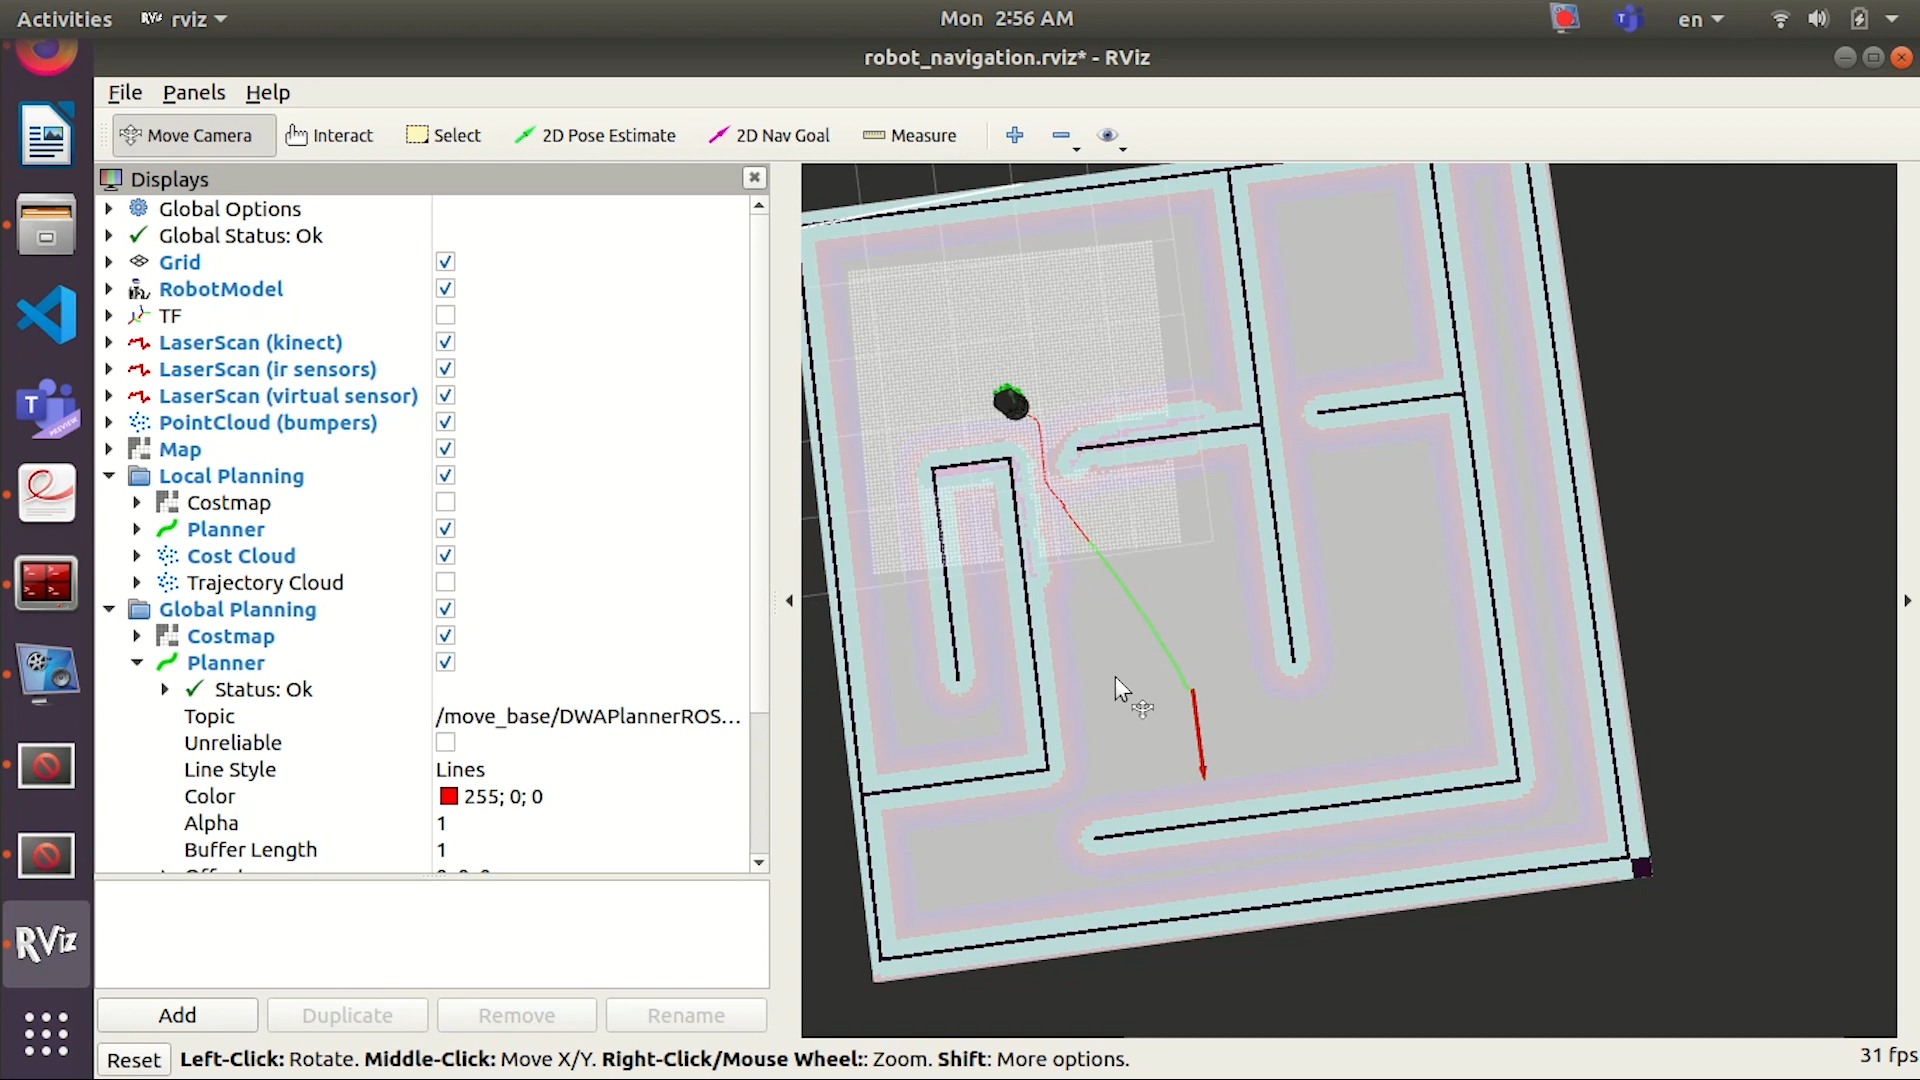 Activities
RViz rviz
Mon 2:56 AM
en
robot_navigation.rviz* - RViz
File Panels Help
Move Camera Interact Select 2D Pose Estimate 2D Nav Goal Measure
Displays
Global Options
Global Status: Ok
Grid
RobotModel
TF
LaserScan (kinect)
LaserScan (ir sensors)
LaserScan (virtual sensor)
PointCloud (bumpers)
Map
Local Planning
Costmap
Planner
Cost Cloud
Trajectory Cloud
Global Planning
Costmap
Planner
Status: Ok
Topic /move_base/DWAPlannerROS...
Unreliable
Line Style Lines
Color 255; 0; 0
Alpha 1
Buffer Length 1
T
PREVIEW
RViz
Add Duplicate Remove Rename
Reset Left-Click: Rotate. Middle-Click: Move X/Y. Right-Click/Mouse Wheel:: Zoom. Shift: More options.
31 fps